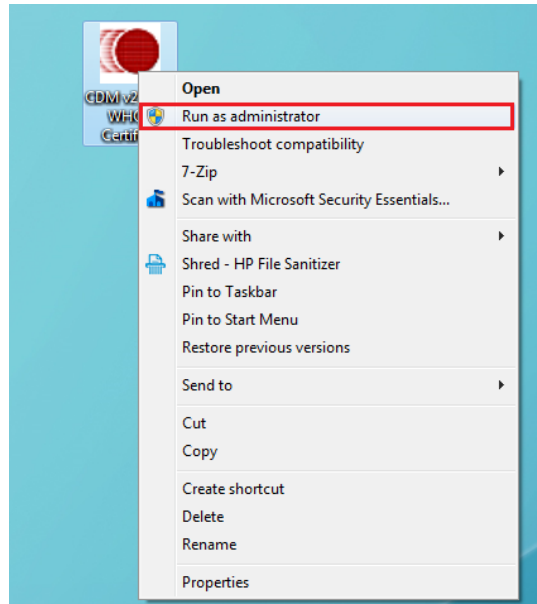 CDM v2
WHQ
Certif
Open
Run as administrator
Troubleshoot compatibility
7-Zip
Scan with Microsoft Security Essentials...
Share with
Shred - HP File Sanitizer
Pin to Taskbar
Pin to Start Menu
Restore previous versions
Send to
Cut
Copy
Create shortcut
Delete
Rename
Properties